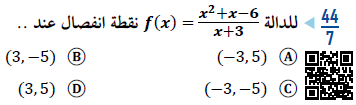 44/7 للدالة f(x) = (x² + x − 6)/(x + 3) نقطة انفصال عند ..
(−3, 5) Ⓐ (3, −5) Ⓑ
(−3, −5) Ⓒ (3, 5) Ⓓ